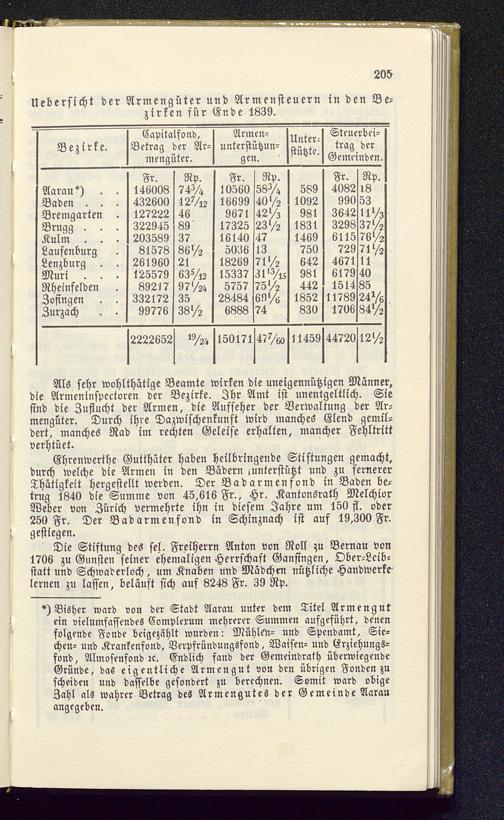 205
Uebersicht der Armengüter und Armensteuern in den Be=
zirken für Ende 1839.
Bezirke. Capitalfond, Betrag der Ar=mengüter. Armen=unterstützun=gen. Unter=stützte. Steuerbei=trag der Gemeinden.
Fr. Rp. Fr. Rp. Fr. Rp.
Aarau*) . . 146008 74³/₄ 10560 58³/₄ 589 4082 18
Baden . . . 432600 12⁷/₁₂ 16699 40¹/₂ 1092 990 53
Bremgarten . 127222 46 9671 42¹/₃ 981 3642 11¹/₃
Brugg . . . 322945 89 17325 23¹/₂ 1831 3298 37¹/₂
Kulm . . . 203589 37 16140 47 1469 6115 76¹/₂
Laufenburg . 81578 86¹/₂ 5036 13 750 729 71¹/₂
Lenzburg . . 261960 21 18269 71¹/₂ 642 4671 11
Muri . . . 125579 63⁵/₁₂ 15337 31¹³/₁₅ 981 6179 40
Rheinfelden . 89217 97¹/₂₄ 5757 75¹/₂ 442 1514 85
Zofingen . . 332172 35 28484 69¹/₆ 1852 11789 24¹/₆
Zurzach . . 99776 38¹/₂ 6888 74 830 1706 84¹/₂
2222652 ¹⁹/₂₄ 150171 47⁷/₆₀ 11459 44720 12¹/₂
Als sehr wohlthätige Beamte wirken die uneigennützigen Männer,
die Armeninspectoren der Bezirke. Ihr Amt ist unentgeltlich. Sie
sind die Zuflucht der Armen, die Aufseher der Verwaltung der Ar=
mengüter. Durch ihre Dazwischenkunft wird manches Elend gemil=
dert, manches Rad im rechten Geleise erhalten, mancher Fehltritt
verhütet.
Ehrenwerthe Gutthäter haben heilbringende Stiftungen gemacht,
durch welche die Armen in den Bädern unterstützt und zu fernerer
Thätigkeit hergestellt werden. Der Badarmenfond in Baden be=
trug 1840 die Summe von 45,616 Fr., Hr. Kantonsrath Melchior
Weber von Zürich vermehrte ihn in diesem Jahre um 150 fl. oder
250 Fr. Der Badarmenfond in Schinznach ist auf 19,300 Fr.
gestiegen.
Die Stiftung des sel. Freiherrn Anton von Roll zu Bernau von
1706 zu Gunsten seiner ehemaligen Herrschaft Gansingen, Ober=Leib=
statt und Schwaderloch, um Knaben und Mädchen nützliche Handwerke
lernen zu lassen, beläuft sich auf 8248 Fr. 39 Rp.
*) Bisher ward von der Stadt Aarau unter dem Titel Armengut
ein vielumfassendes Complexum mehrerer Summen aufgeführt, denen
folgende Fonde beigezählt wurden: Mühlen= und Spendamt, Sie=
chen= und Krankenfond, Verpfründungsfond, Waisen= und Erziehungs=
fond, Almosenfond ꝛc. Endlich fand der Gemeindrath überwiegende
Gründe, das eigentliche Armengut von den übrigen Fonden zu
scheiden und dasselbe gesondert zu berechnen. Somit ward obige
Zahl als wahrer Betrag des Armengutes der Gemeinde Aarau
angegeben.